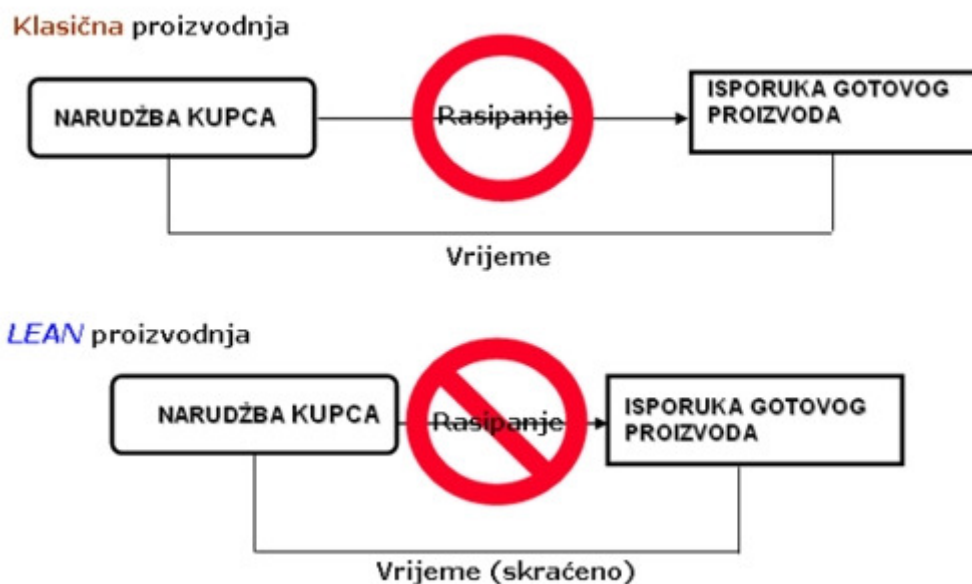 Klasična proizvodnja
NARUDŽBA KUPCA
Rasipanje
ISPORUKA GOTOVOG
PROIZVODA
Vrijeme
LEAN proizvodnja
NARUDŽBA KUPCA
Rasipanje
ISPORUKA GOTOVOG
PROIZVODA
Vrijeme (skraćeno)